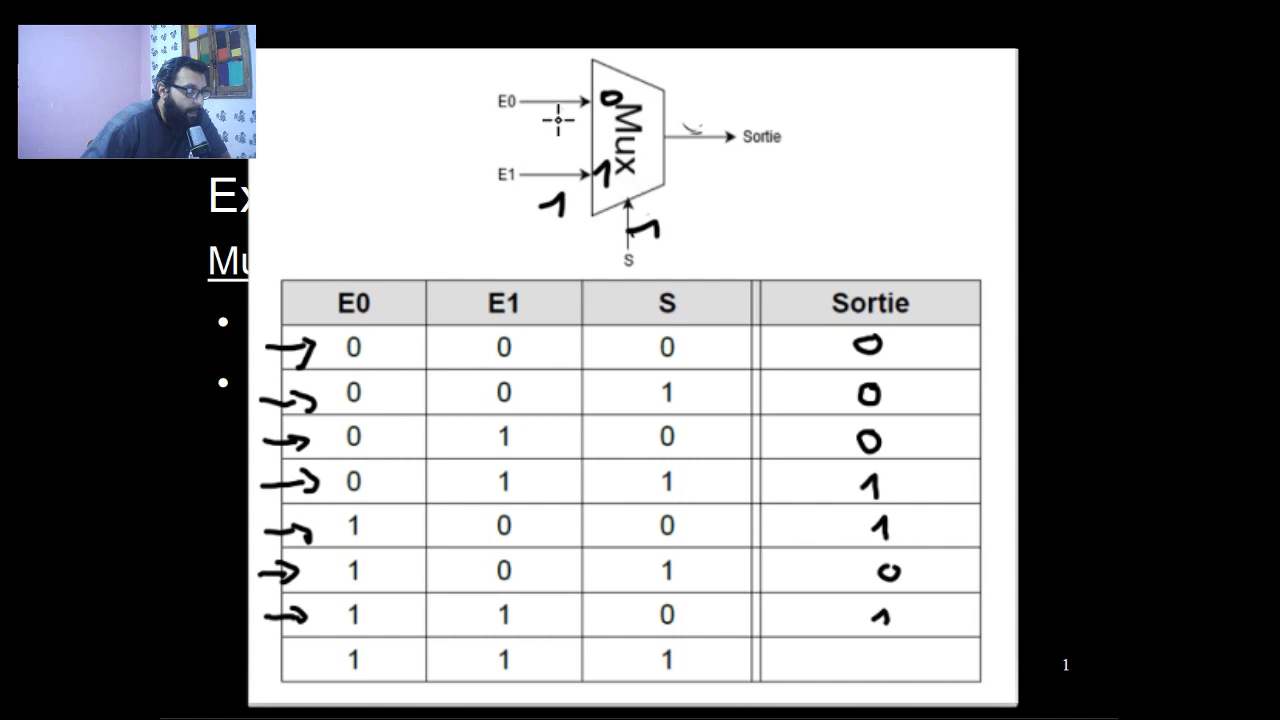 E0
0
Mux
Sortie
E1
1
1
1
S
Ex
Mu
E0 E1 S Sortie
0 0 0 0
0 0 1 0
0 1 0 0
0 1 1 1
1 0 0 1
1 0 1 0
1 1 0 1
1 1 1
1